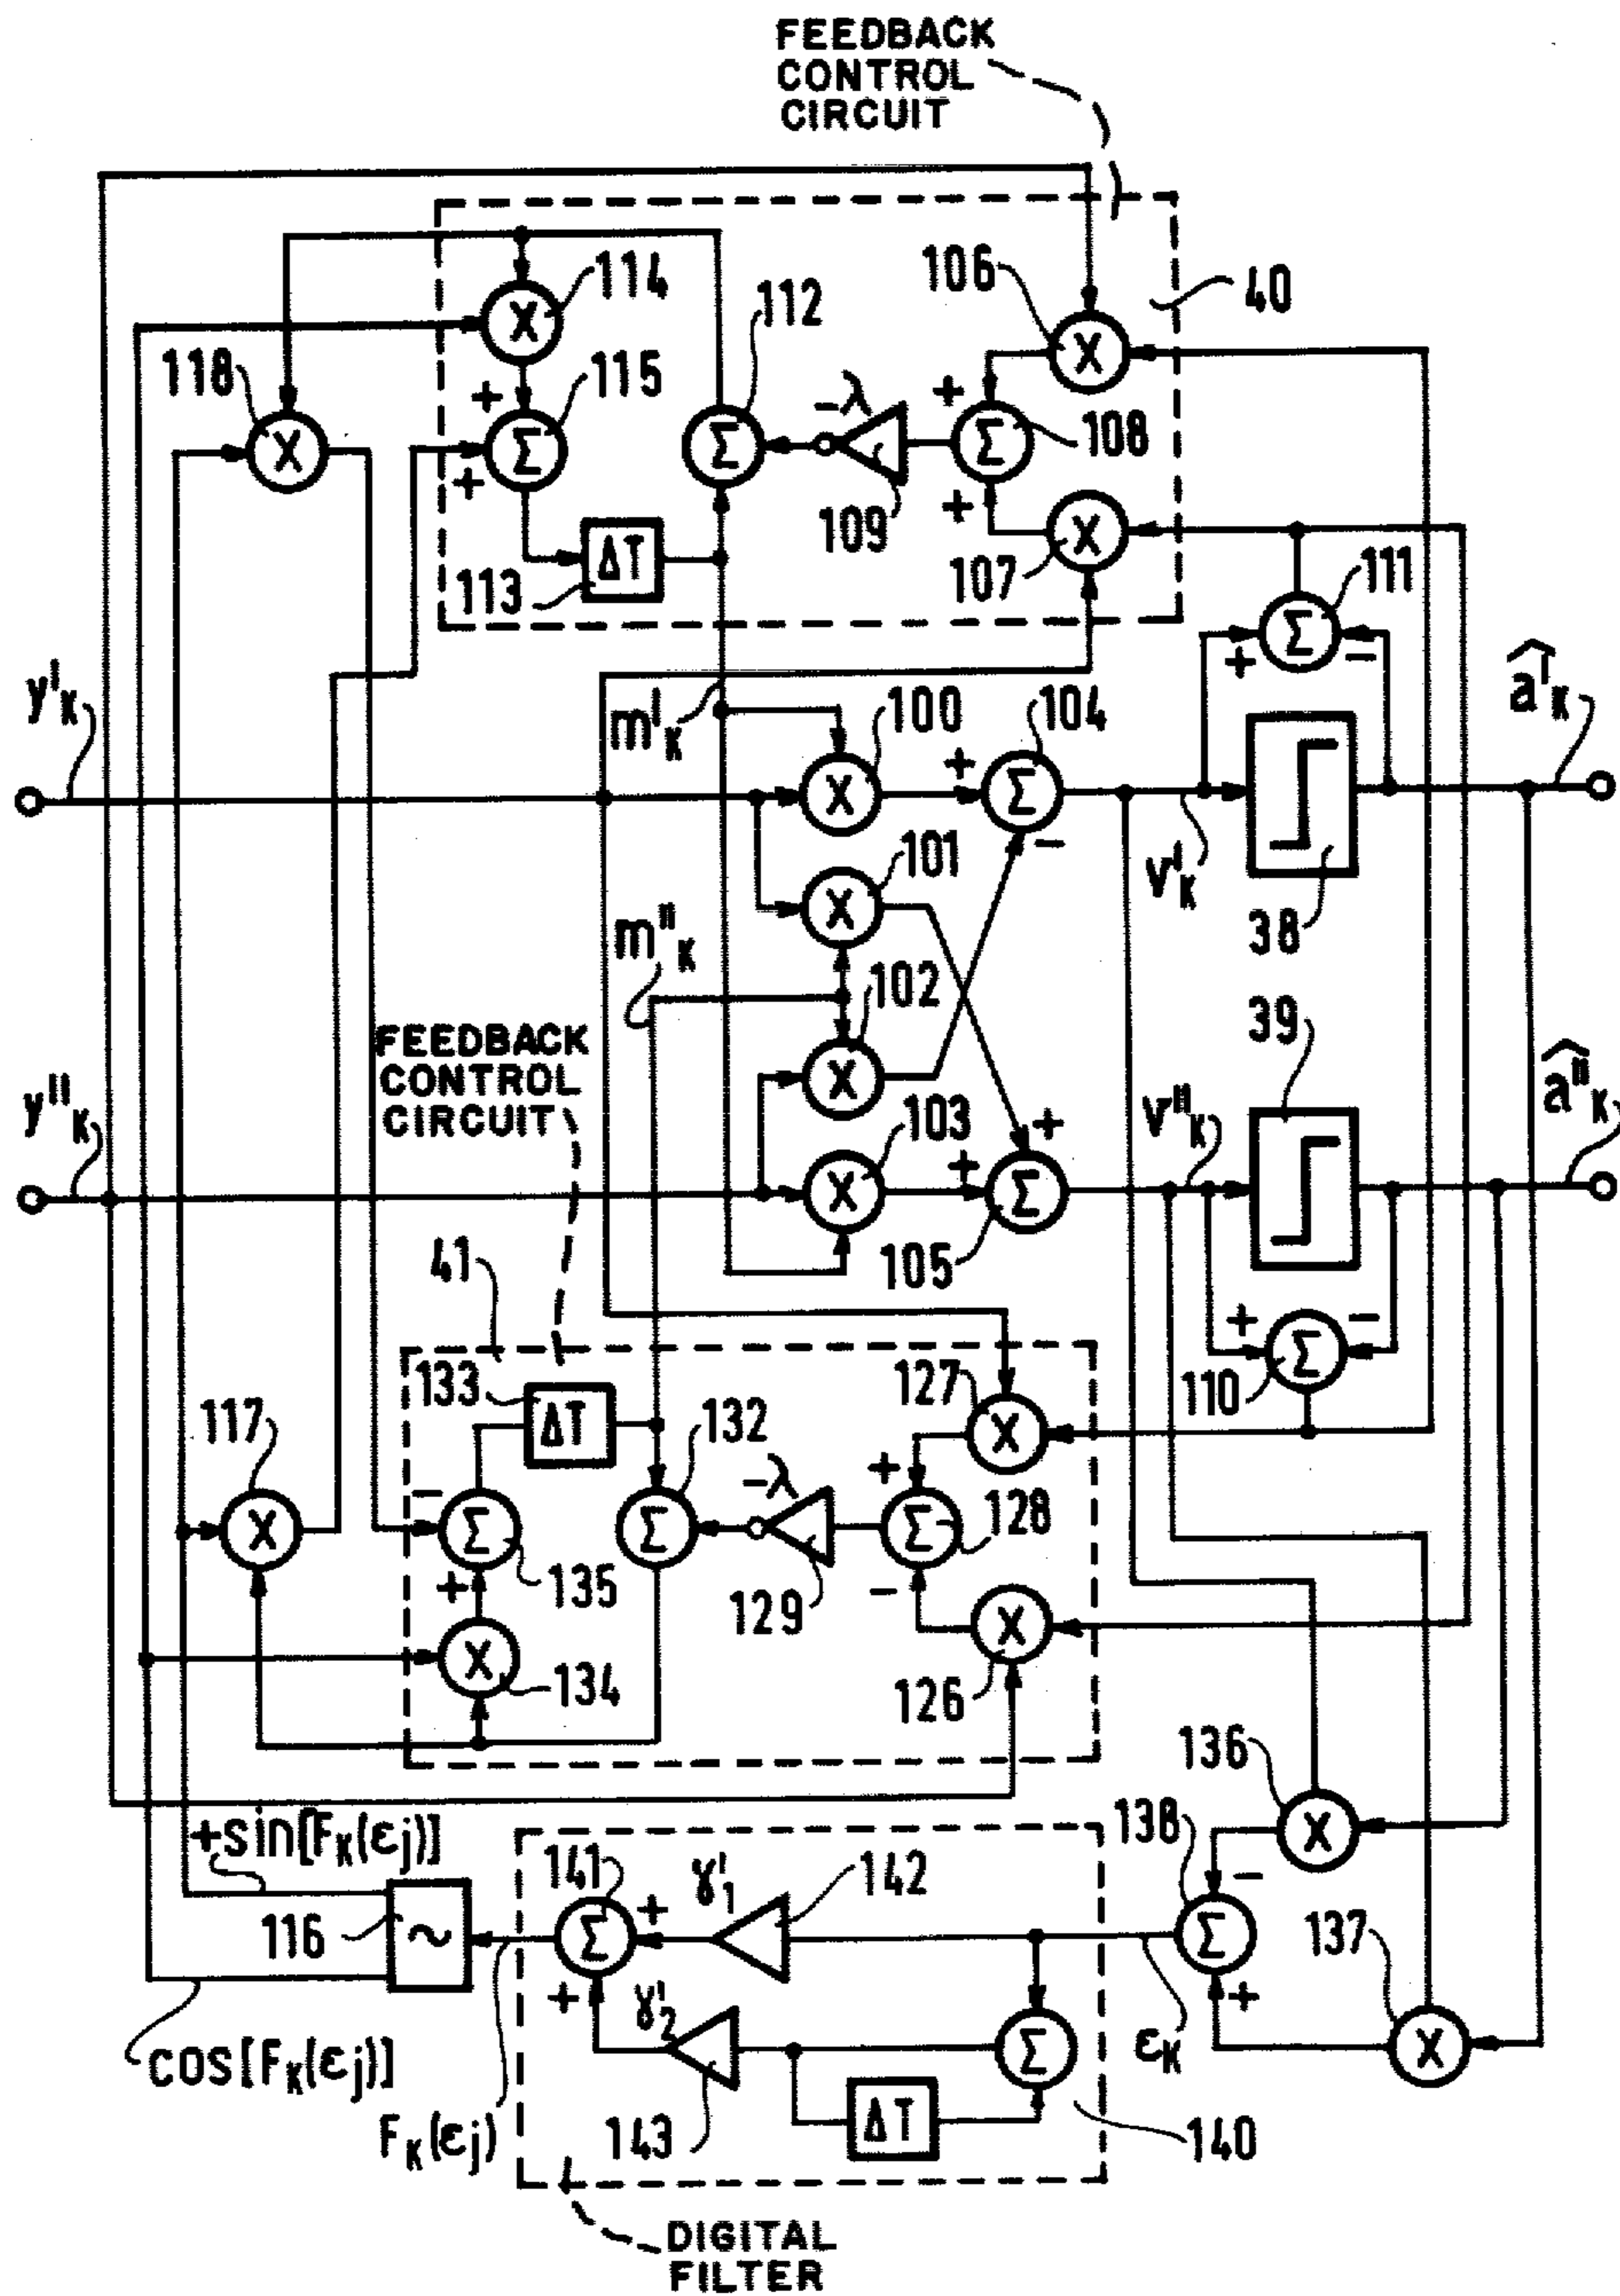 FEEDBACK
CONTROL
CIRCUIT
114
112
106
40
X
X
118
115
+
-λ
+
108
X
Σ
Σ
Σ
+
+
109
X
ΔT
107
111
113
Σ
+
-
y'K
m'K
100
104
â'K
+
X
Σ
101
-
v'K
38
X
m"K
102
39
FEEDBACK
CONTROL
CIRCUIT
X
y"K
103
+
v"K
â"K
X
+
Σ
105
41
133
127
+
-
Σ
110
117
ΔT
132
X
-λ
+
-
128
X
Σ
Σ
Σ
+
135
129
-
X
X
134
126
136
+sin[FK(εj)]
138
141
γ'1
142
X
-
116
~
Σ
+
Σ
137
+
γ'2
+
Σ
εK
X
COS[FK(εj)]
FK(εj)
143
ΔT
140
DIGITAL
FILTER